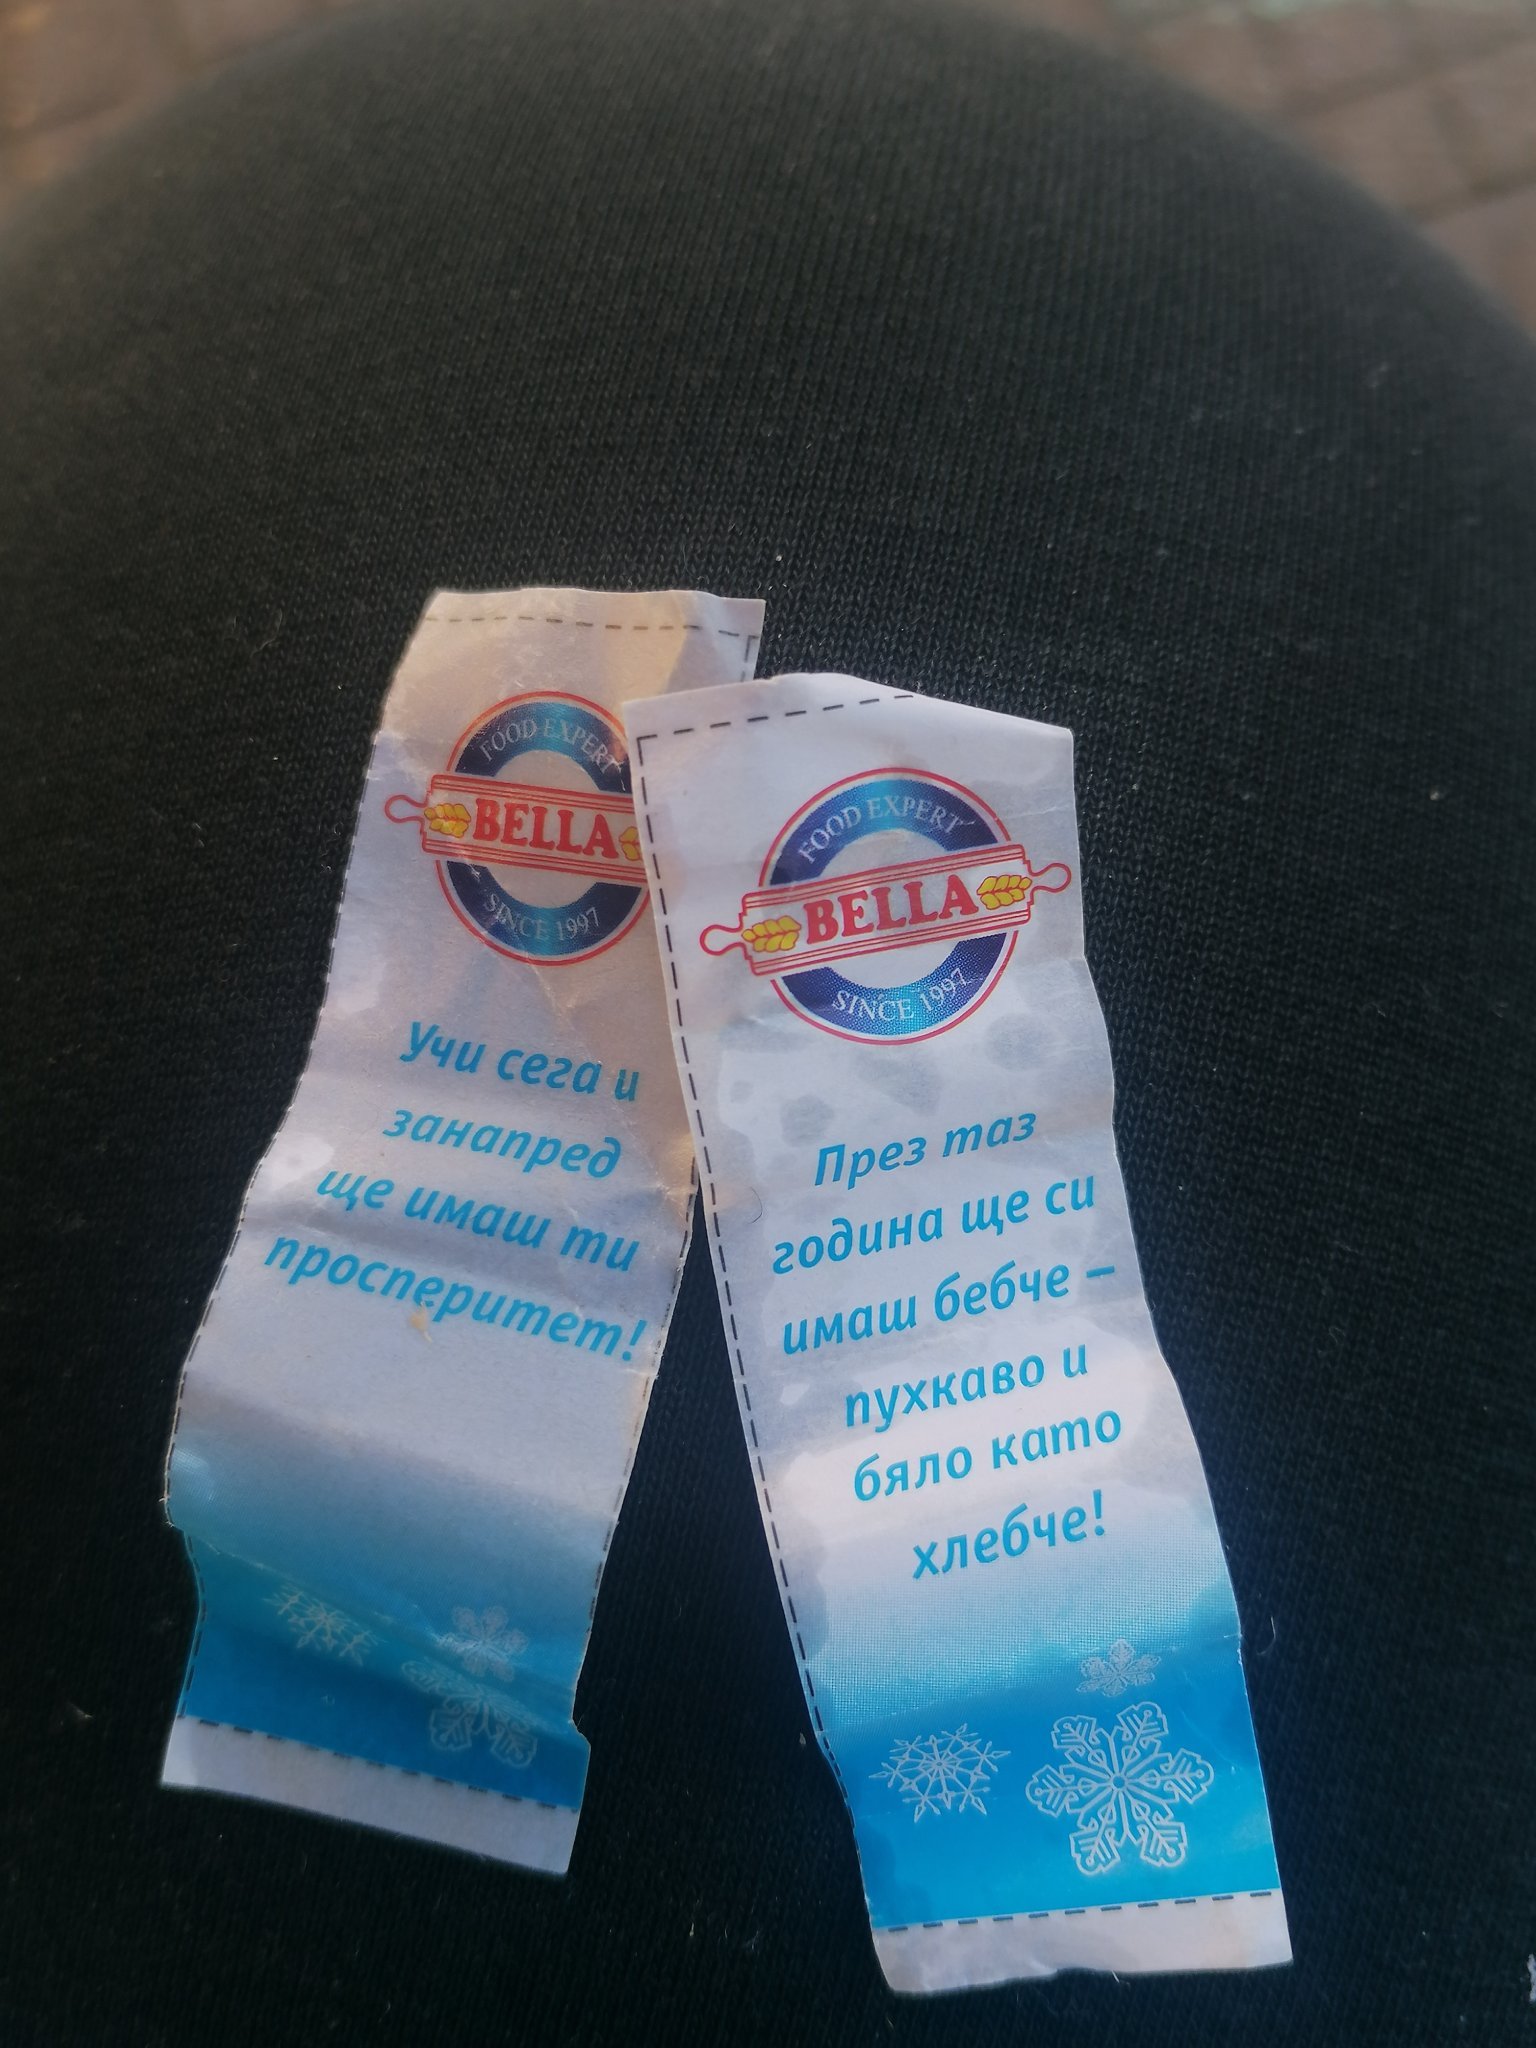 FOOD EXPERT
BELLA
SINCE 1997
Учи сега и
занапред
ще имаш ти
просперитет!
FOOD EXPERT
BELLA
SINCE 1997
През таз
година ще си
имаш бебче –
пухкаво и
бяло като
хлебче!